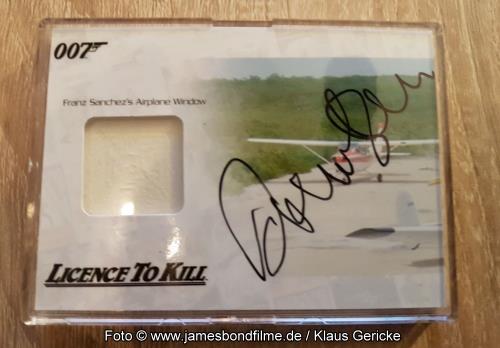 007
Franz Sanchez's Airplane Window
LICENCE TO KILL
Foto © www.jamesbondfilme.de / Klaus Gericke